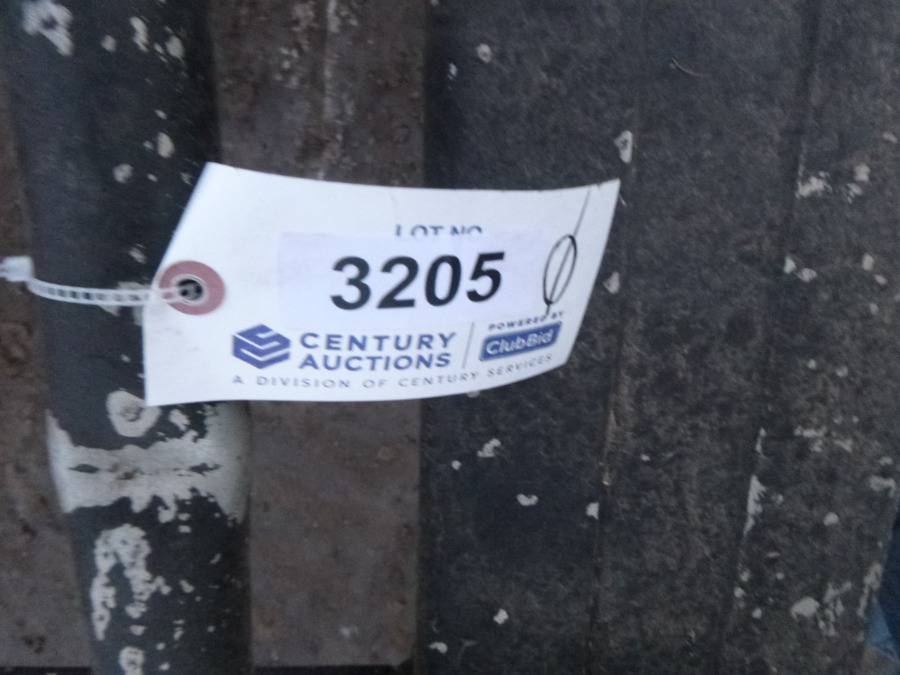 LOT NO
3205
CENTURY
AUCTIONS
POWERED BY
ClubBid
A DIVISION OF CENTURY SERVICES